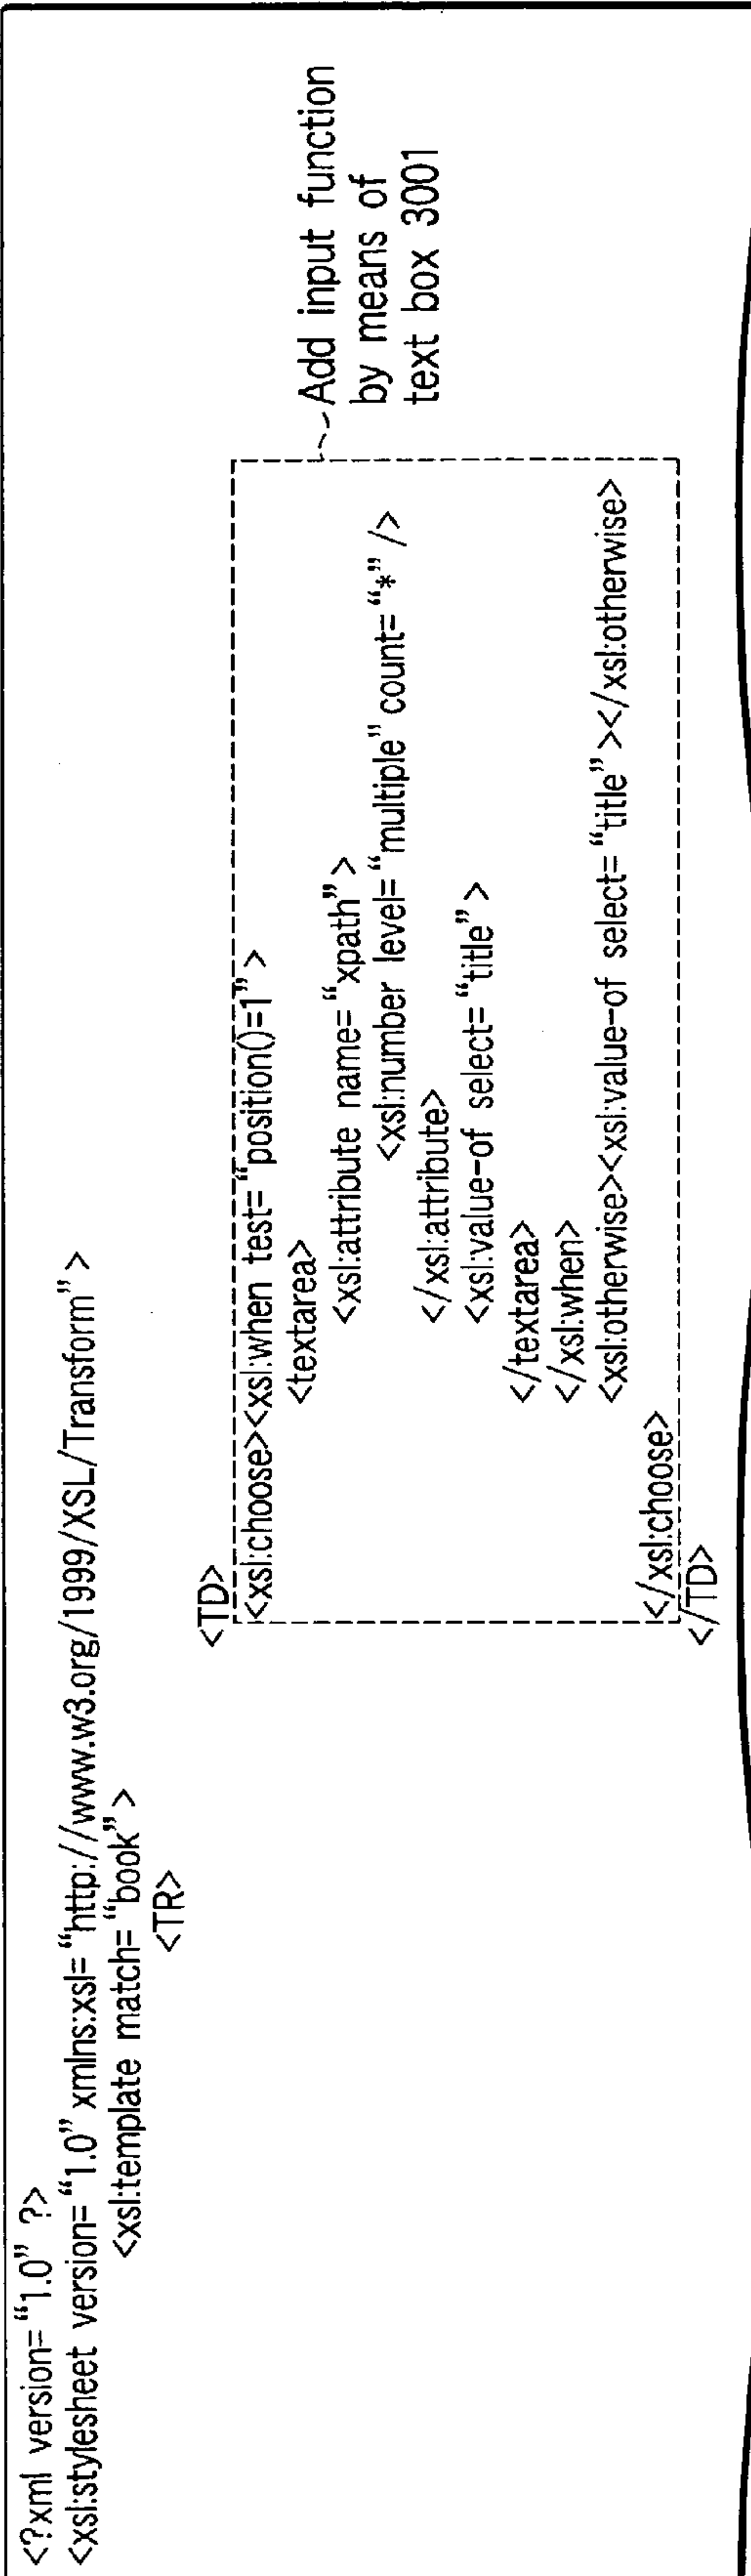 <?xml version=“1.0” ?>
<xsl:stylesheet version=“1.0” xmlns:xsl=“http://www.w3.org/1999/XSL/Transform”>
<xsl:template match=“book”>
<TR>
<TD>
<xsl:choose><xsl:when test=“position()=1”>
<textarea>
<xsl:attribute name=“xpath”>
<xsl:number level=“multiple” count=“*” />
</xsl:attribute>
<xsl:value-of select=“title”>
</textarea>
</xsl:when>
<xsl:otherwise><xsl:value-of select=“title”></xsl:otherwise>
</xsl:choose>
</TD>
Add input function
by means of
text box 3001